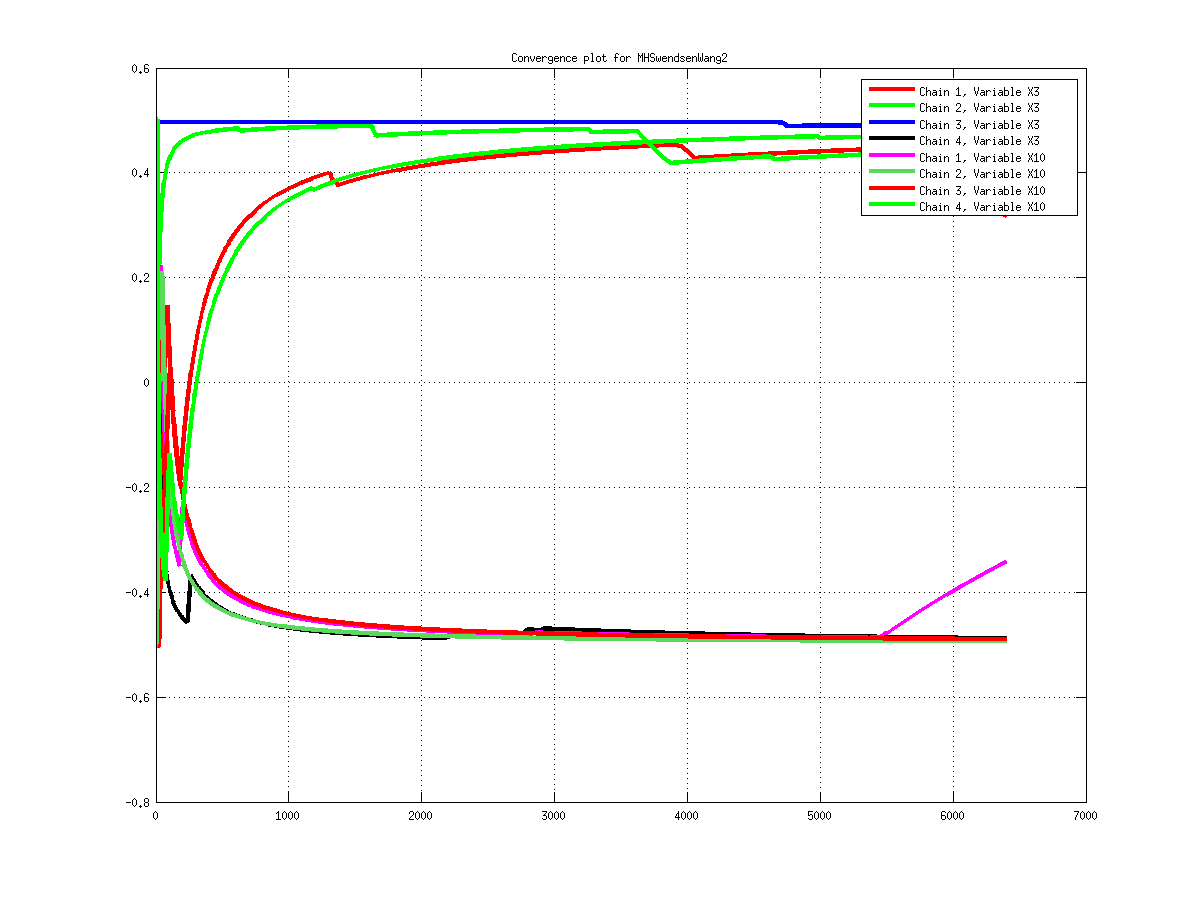 Convergence plot for MHSwendsenWang2
0.6
0.4
0.2
0
-0.2
-0.4
-0.6
-0.8
0 1000 2000 3000 4000 5000 6000 7000
Chain 1, Variable X3
Chain 2, Variable X3
Chain 3, Variable X3
Chain 4, Variable X3
Chain 1, Variable X10
Chain 2, Variable X10
Chain 3, Variable X10
Chain 4, Variable X10